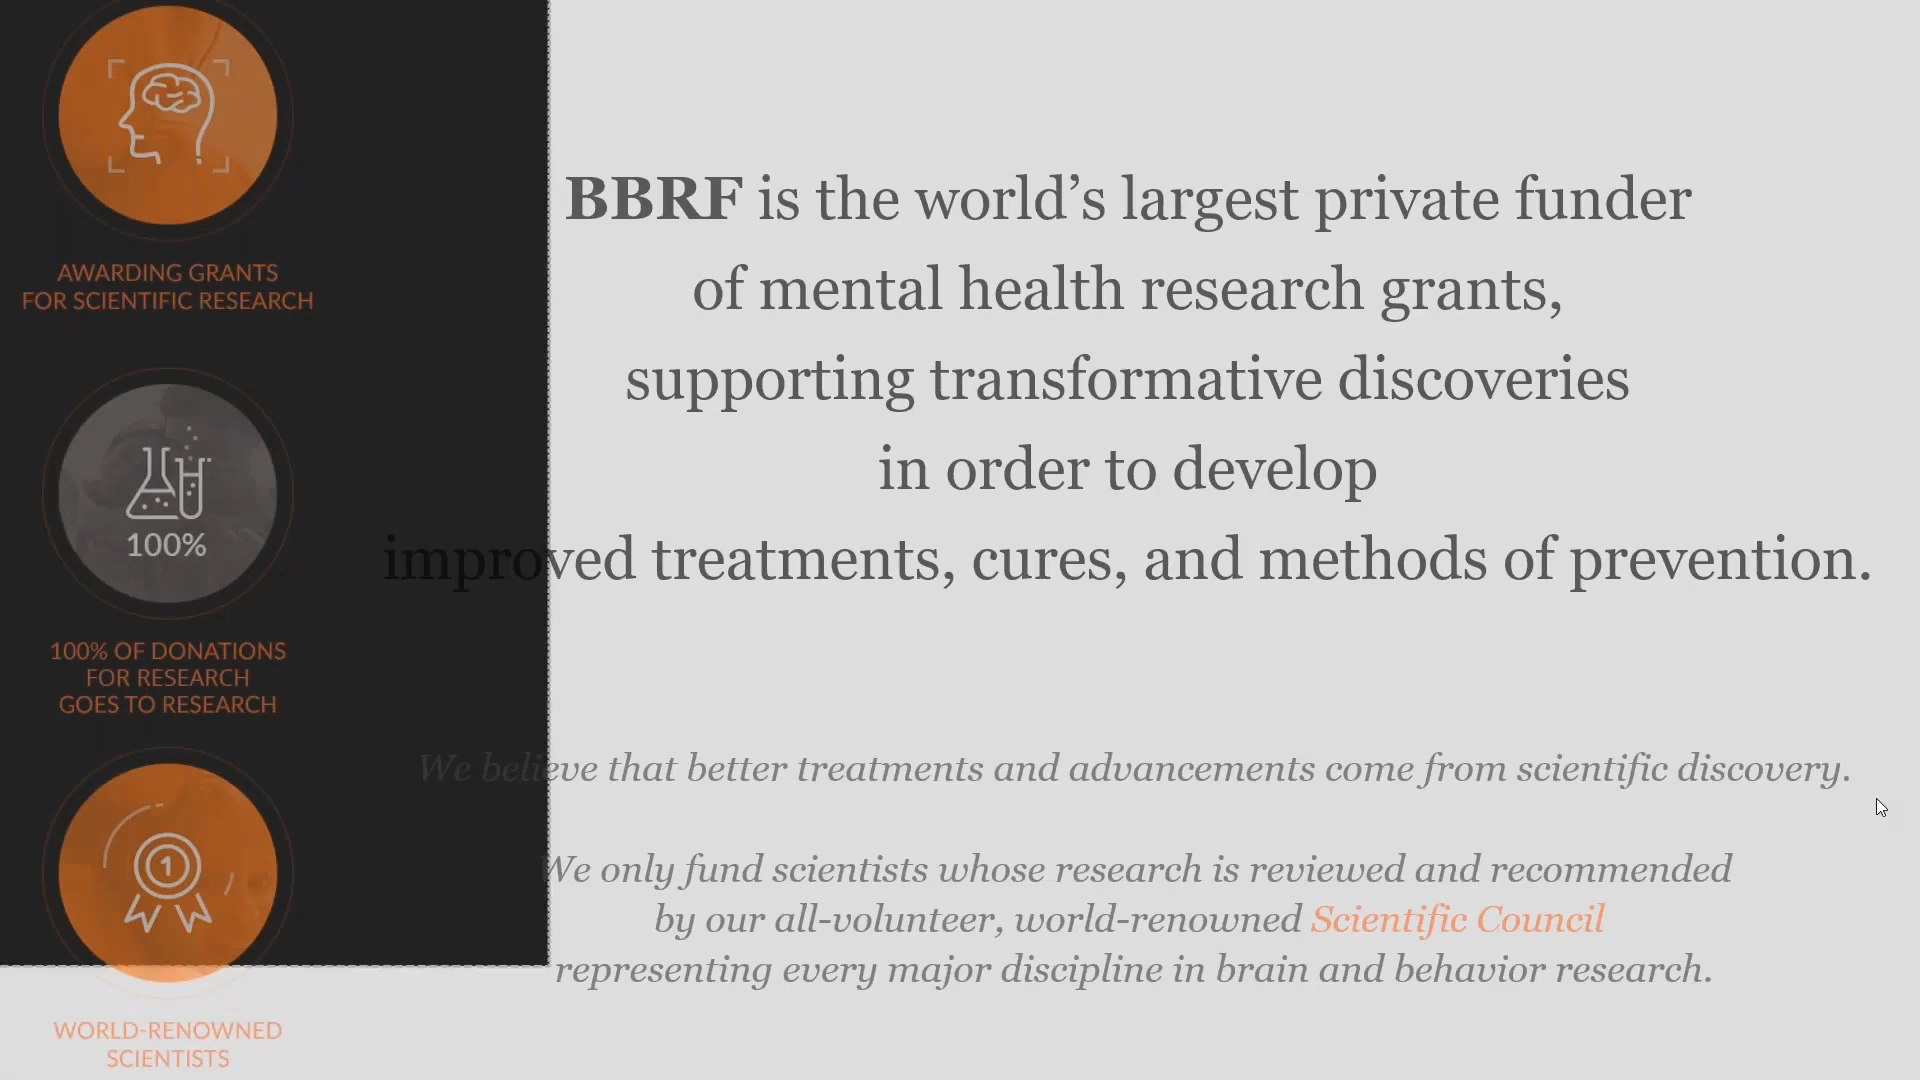 AWARDING GRANTS
FOR SCIENTIFIC RESEARCH
100%
100% OF DONATIONS
FOR RESEARCH
GOES TO RESEARCH
1
WORLD-RENOWNED
SCIENTISTS
BBRF is the world’s largest private funder
of mental health research grants,
supporting transformative discoveries
in order to develop
improved treatments, cures, and methods of prevention.
We believe that better treatments and advancements come from scientific discovery.
We only fund scientists whose research is reviewed and recommended
by our all-volunteer, world-renowned Scientific Council
representing every major discipline in brain and behavior research.